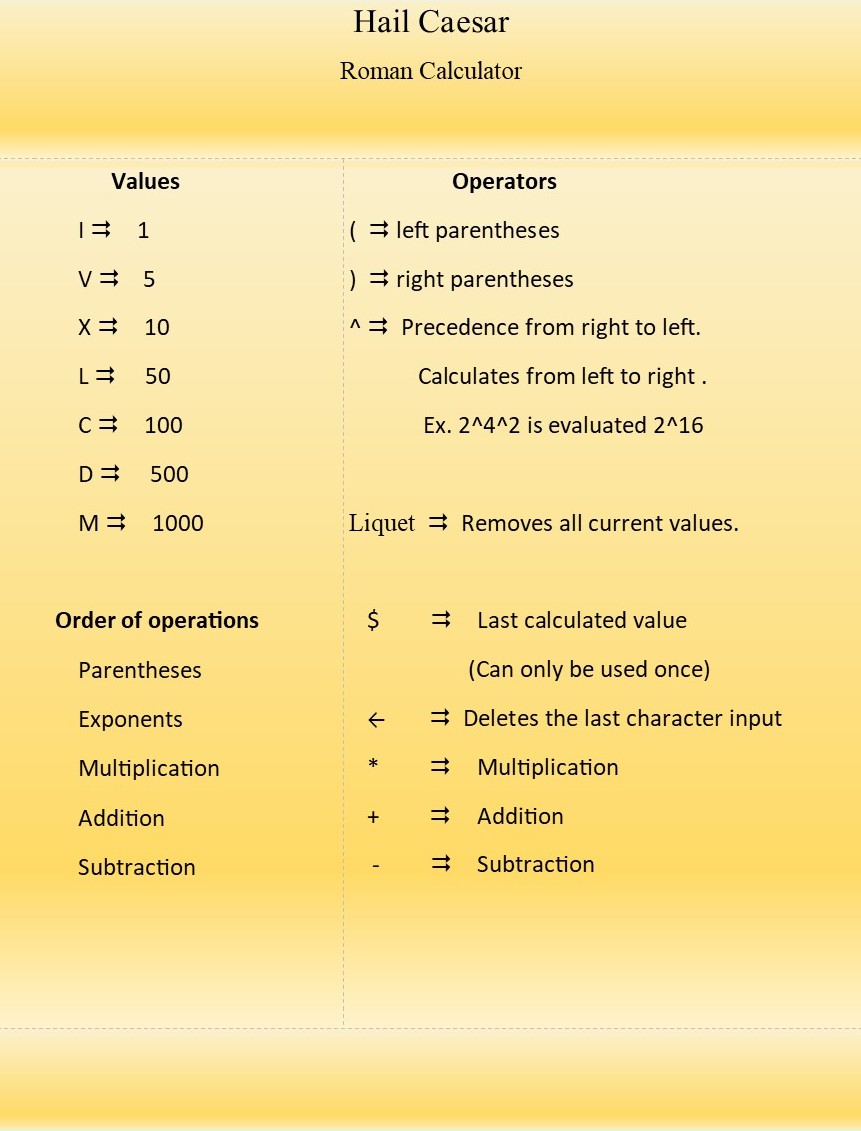 Hail Caesar
Roman Calculator
Values
I ⇉ 1
V ⇉ 5
X ⇉ 10
L ⇉ 50
C ⇉ 100
D ⇉ 500
M ⇉ 1000
Order of operations
Parentheses
Exponents
Multiplication
Addition
Subtraction
Operators
( ⇉ left parentheses
) ⇉ right parentheses
^ ⇉ Precedence from right to left.
Calculates from left to right .
Ex. 2^4^2 is evaluated 2^16
Liquet ⇉ Removes all current values.
$ ⇉ Last calculated value
(Can only be used once)
← ⇉ Deletes the last character input
* ⇉ Multiplication
+ ⇉ Addition
- ⇉ Subtraction